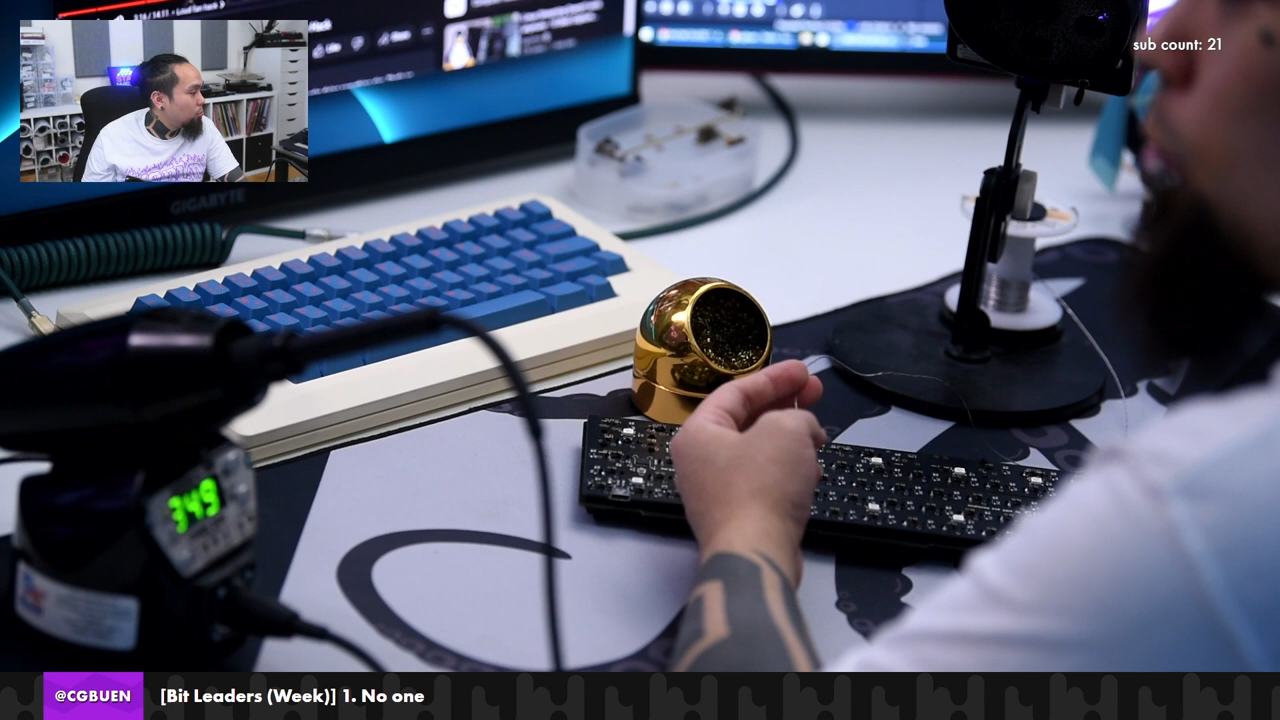 sub count: 21
GIGABYTE
349
@CGBUEN
[Bit Leaders (Week)] 1. No one